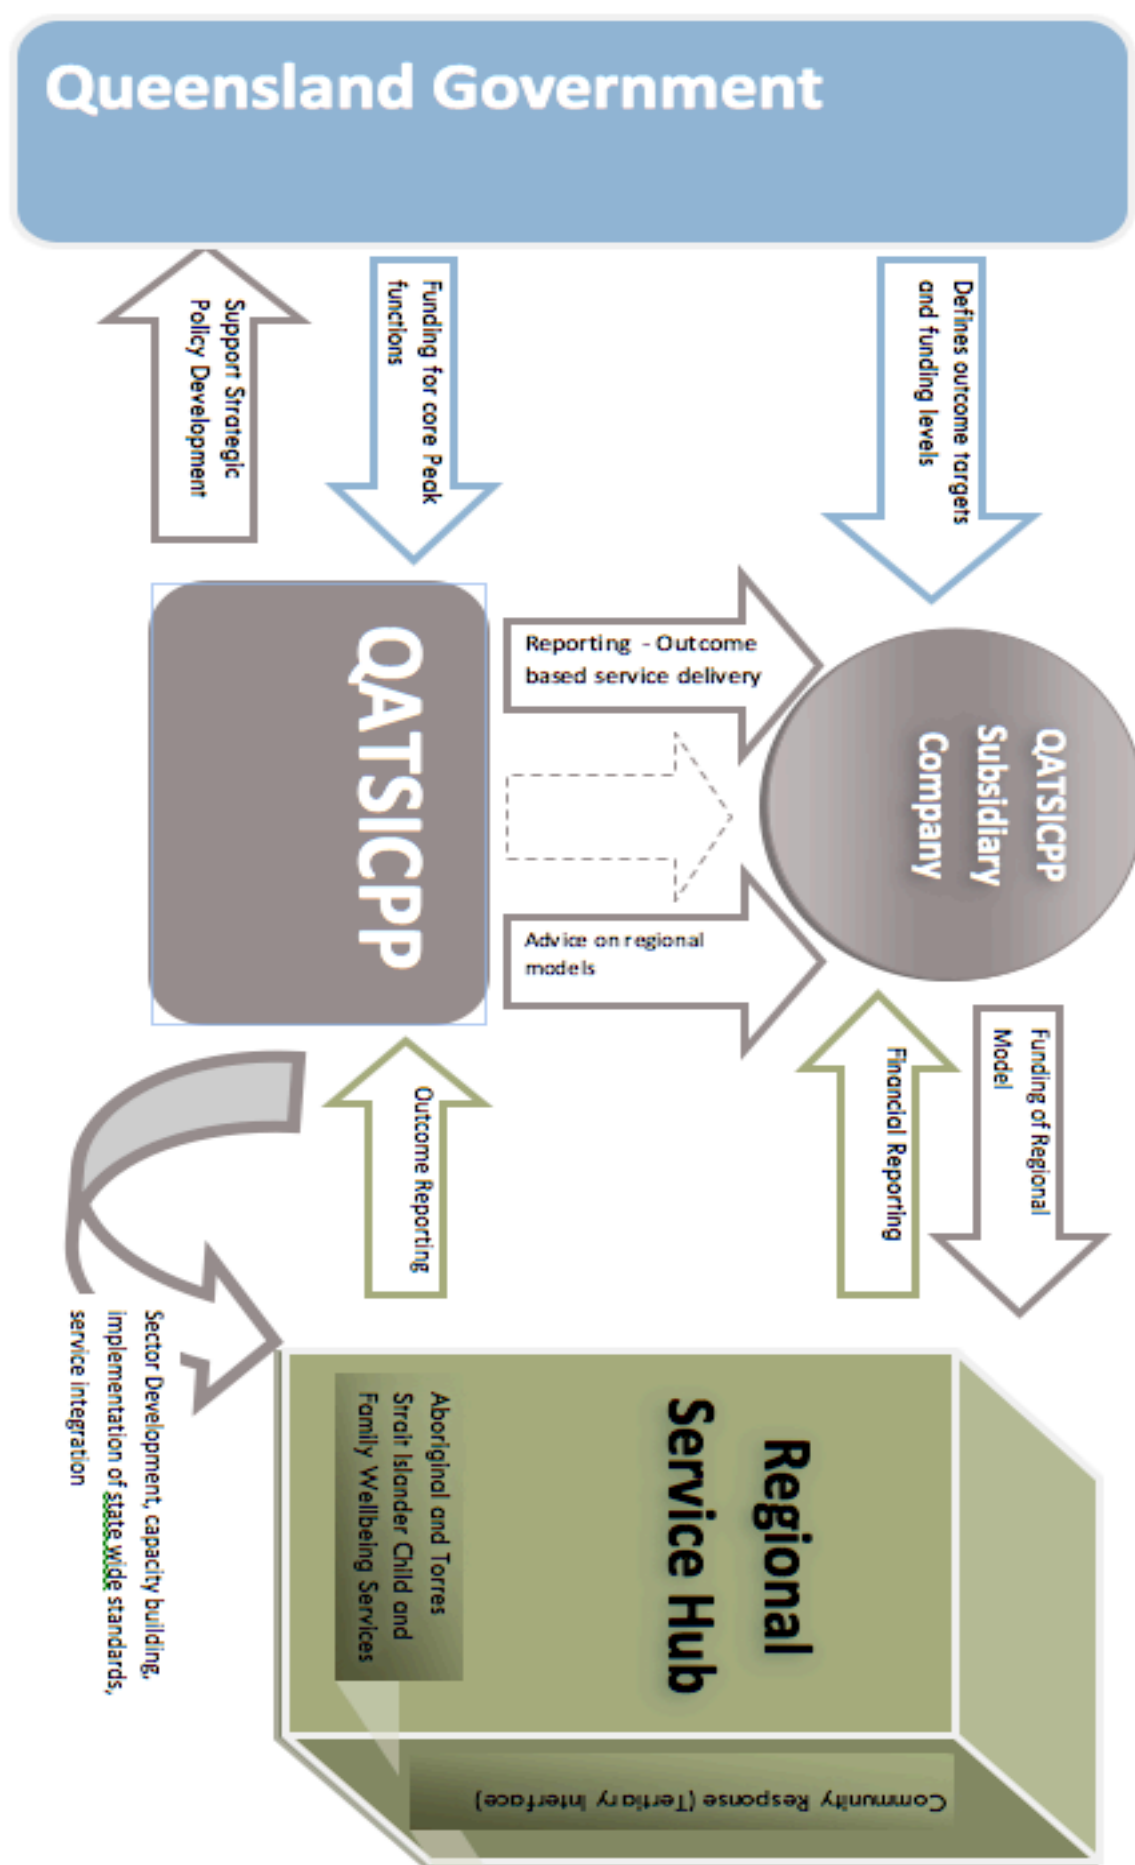 Queensland Government
Defines outcome targets
and funding levels
Funding for core Peak
functions
Support Strategic
Policy Development
QATSICPP
Subsidiary
Company
Reporting - Outcome
based service delivery
Advice on regional
models
QATSICPP
Funding of Regional
Model
Financial Reporting
Outcome Reporting
Sector Development, capacity building,
implementation of state wide standards,
service integration
Regional
Service Hub
Aboriginal and Torres
Strait Islander Child and
Family Wellbeing Services
Community Response (Tertiary Interface)